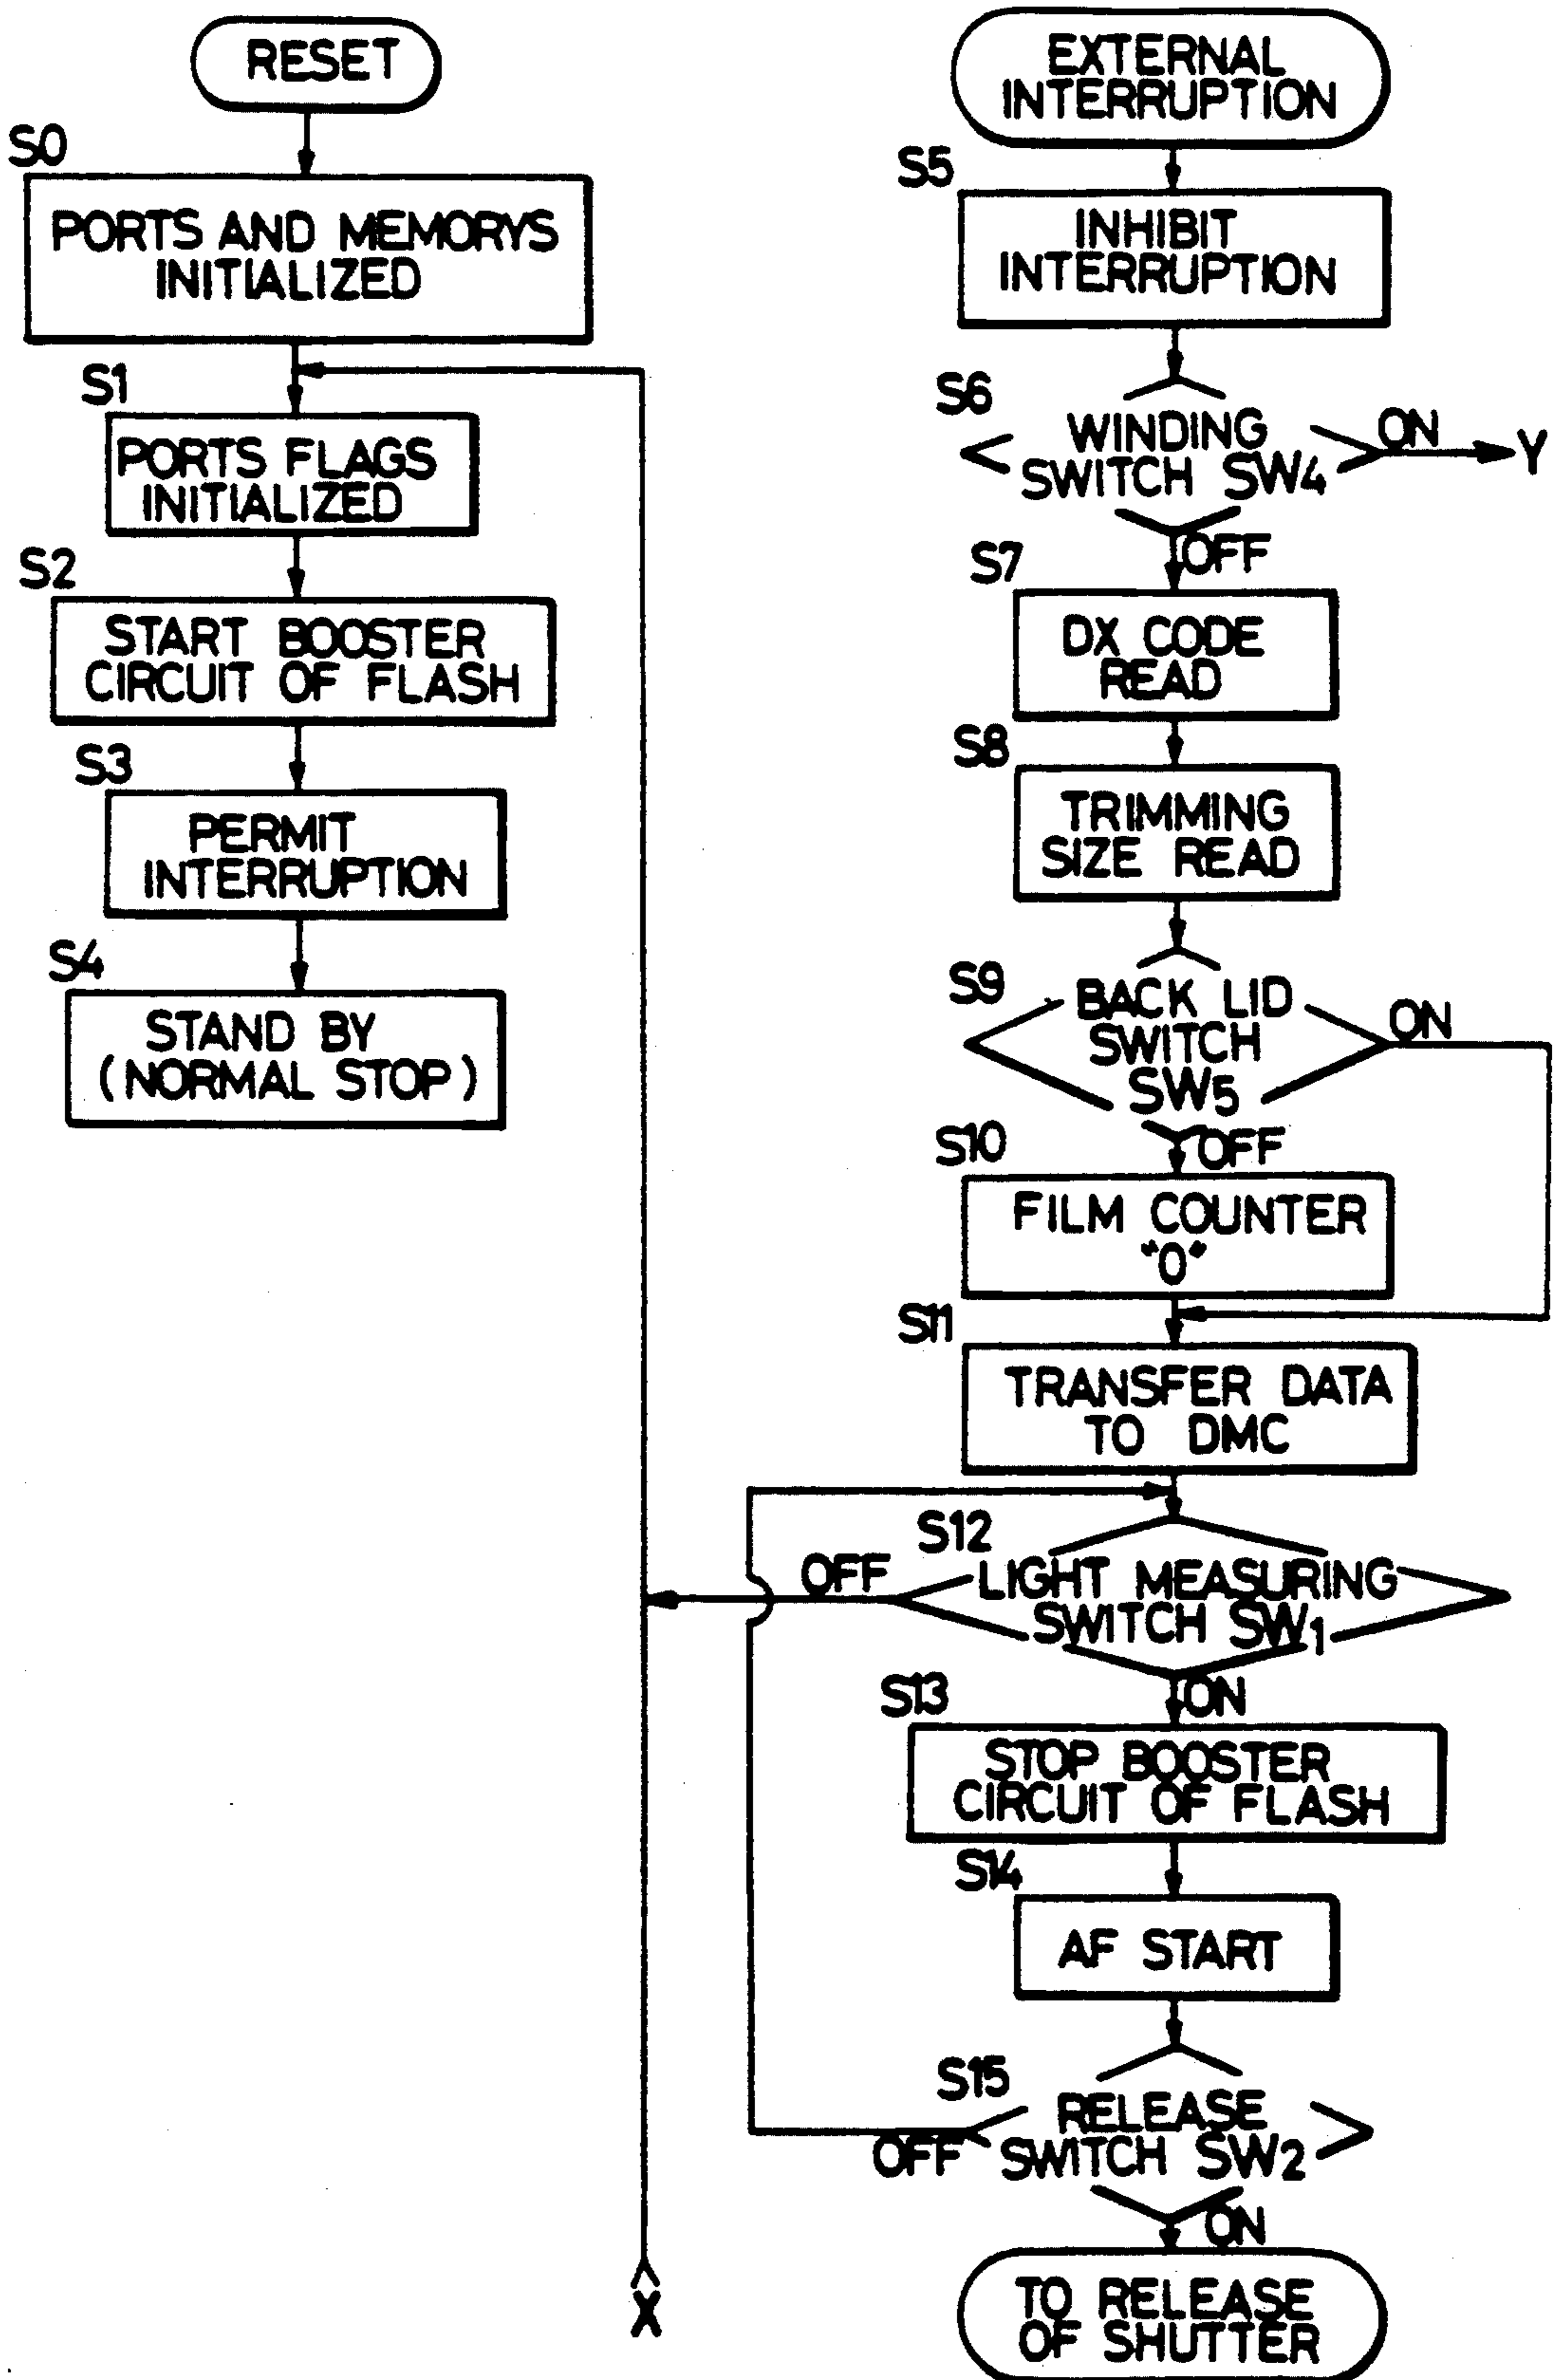 RESET
S0
PORTS AND MEMORYS
INITIALIZED
S1
PORTS FLAGS
INITIALIZED
S2
START BOOSTER
CIRCUIT OF FLASH
S3
PERMIT
INTERRUPTION
S4
STAND BY
(NORMAL STOP)
X
EXTERNAL
INTERRUPTION
S5
INHIBIT
INTERRUPTION
S6
WINDING
SWITCH SW4
ON
Y
OFF
S7
DX CODE
READ
S8
TRIMMING
SIZE READ
S9
BACK LID
SWITCH
SW5
ON
OFF
S10
FILM COUNTER
"0"
S11
TRANSFER DATA
TO DMC
S12
LIGHT MEASURING
SWITCH SW1
OFF
ON
S13
STOP BOOSTER
CIRCUIT OF FLASH
S14
AF START
S15
RELEASE
SWITCH SW2
OFF
ON
TO RELEASE
OF SHUTTER